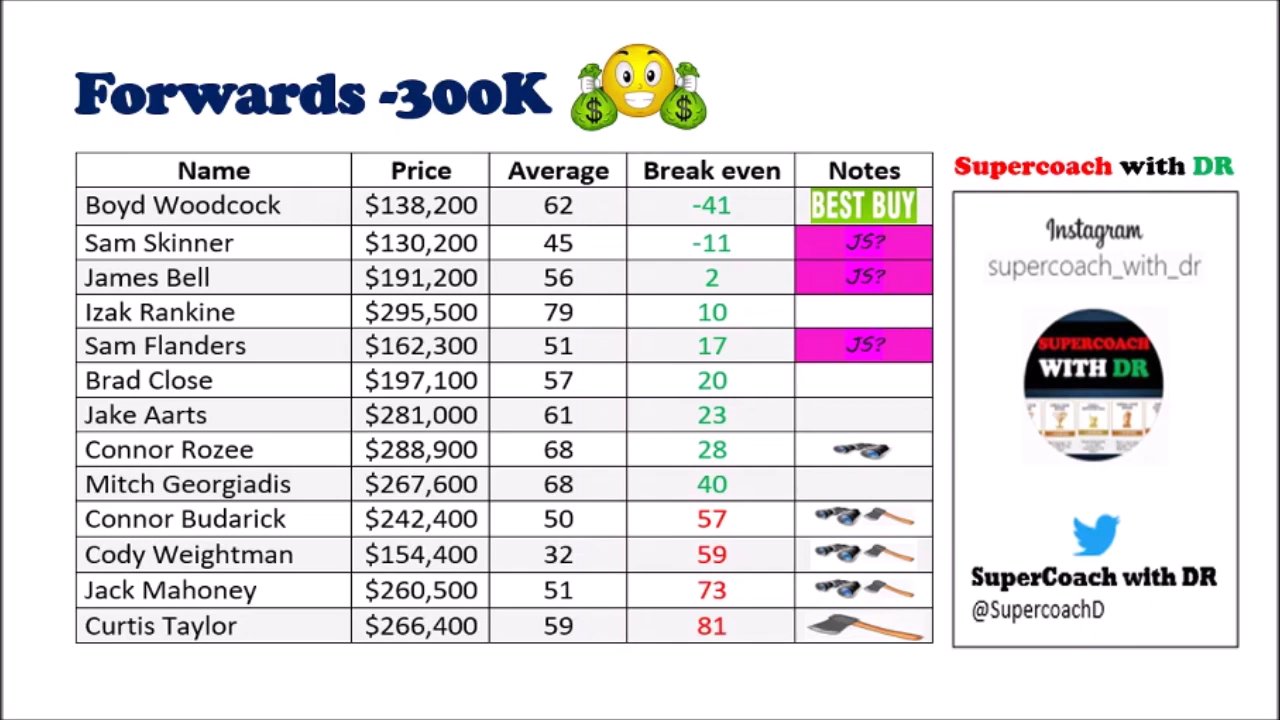 Forwards -300K
Name Price Average Break even Notes
Boyd Woodcock $138,200 62 -41 BEST BUY
Sam Skinner $130,200 45 -11 JS?
James Bell $191,200 56 2 JS?
Izak Rankine $295,500 79 10
Sam Flanders $162,300 51 17 JS?
Brad Close $197,100 57 20
Jake Aarts $281,000 61 23
Connor Rozee $288,900 68 28
Mitch Georgiadis $267,600 68 40
Connor Budarick $242,400 50 57
Cody Weightman $154,400 32 59
Jack Mahoney $260,500 51 73
Curtis Taylor $266,400 59 81
Supercoach with DR
Instagram
supercoach_with_dr
SUPERCOACH
WITH DR
SuperCoach with DR
@SupercoachD